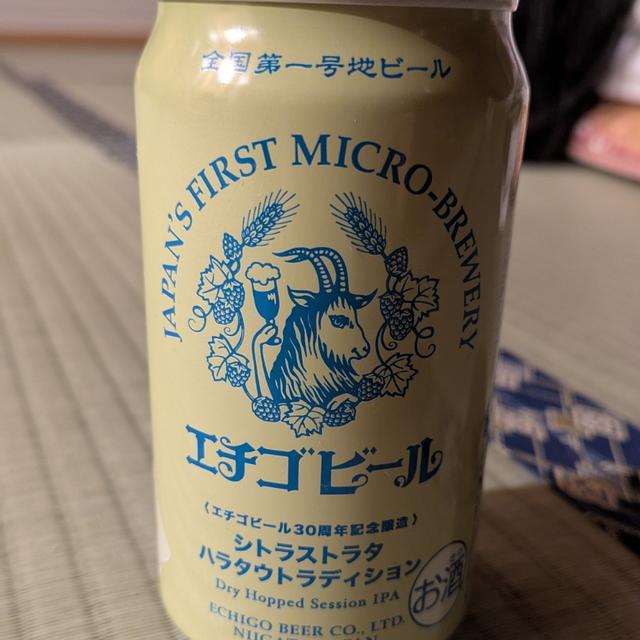 全国第一号地ビール
JAPAN'S FIRST MICRO-BREWERY
エチゴビール
〈エチゴビール30周年記念醸造〉
シトラストラタ
ハラタウトラディション
Dry Hopped Session IPA
お酒
ECHIGO BEER CO., LTD.